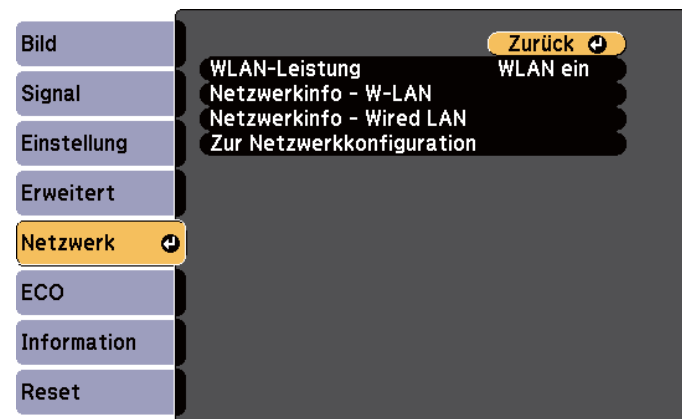 Bild
Signal
Einstellung
Erweitert
Netzwerk
ECO
Information
Reset
Zurück
WLAN-Leistung WLAN ein
Netzwerkinfo - W-LAN
Netzwerkinfo - Wired LAN
Zur Netzwerkkonfiguration